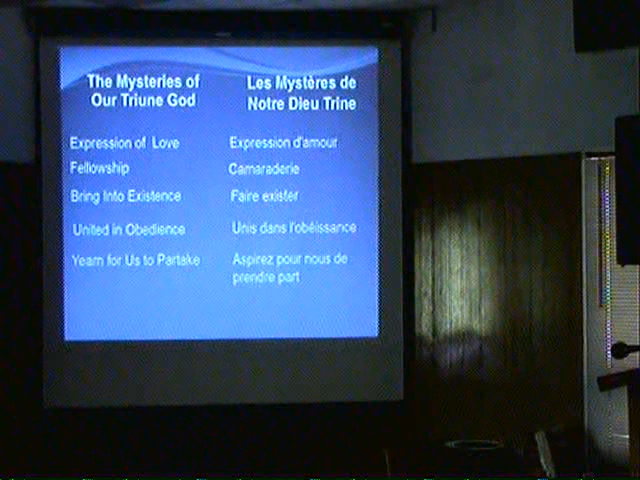 The Mysteries of
Our Triune God
Expression of Love
Fellowship
Bring Into Existence
United in Obedience
Yearn for Us to Partake
Les Mystères de
Notre Dieu Trine
Expression d'amour
Camaraderie
Faire exister
Unis dans l'obéissance
Aspirez pour nous de
prendre part